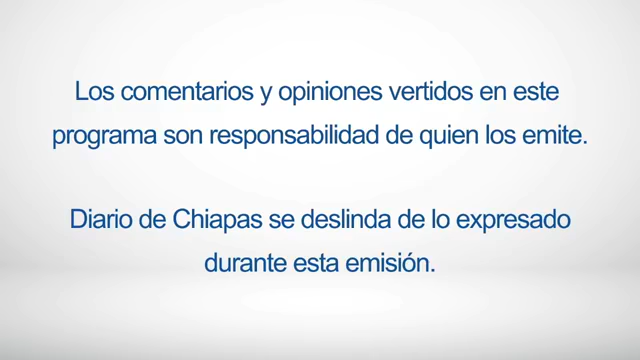 Los comentarios y opiniones vertidos en este
programa son responsabilidad de quien los emite.
Diario de Chiapas se deslinda de lo expresado
durante esta emisión.